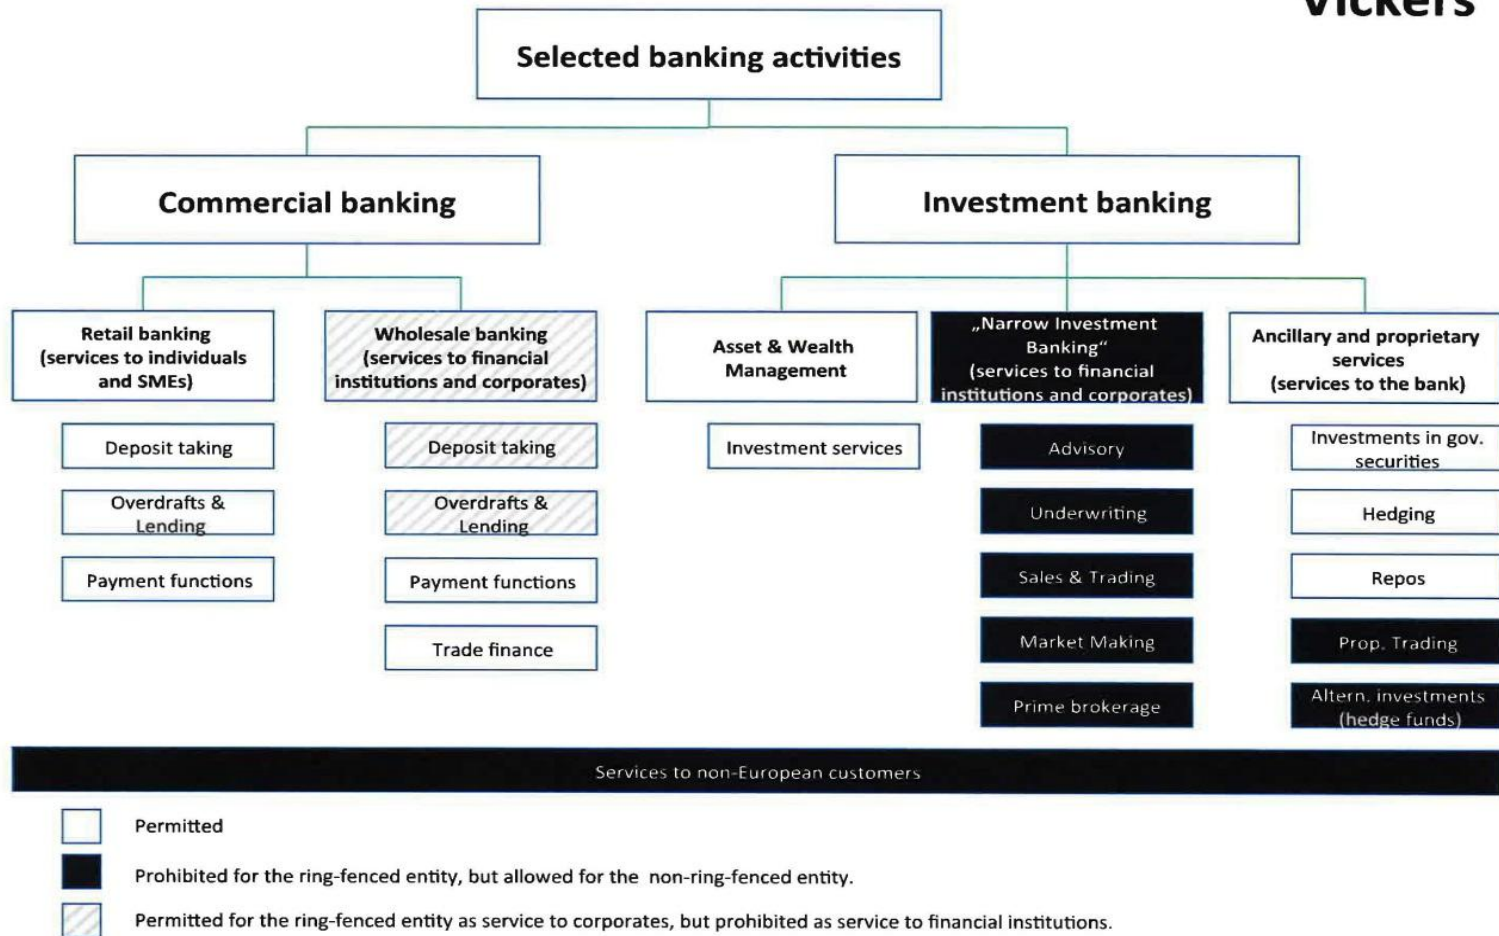 Vickers
Selected banking activities
Commercial banking
Investment banking
Retail banking
(services to individuals
and SMEs)
Wholesale banking
(services to financial
institutions and corporates)
Asset & Wealth
Management
„Narrow Investment
Banking“
(services to financial
institutions and corporates)
Ancillary and proprietary
services
(services to the bank)
Deposit taking
Deposit taking
Investment services
Advisory
Investments in gov.
securities
Overdrafts &
Lending
Overdrafts &
Lending
Underwriting
Hedging
Payment functions
Payment functions
Sales & Trading
Repos
Trade finance
Market Making
Prop. Trading
Prime brokerage
Altern. investments
(hedge funds)
Services to non-European customers
Permitted
Prohibited for the ring-fenced entity, but allowed for the non-ring-fenced entity.
Permitted for the ring-fenced entity as service to corporates, but prohibited as service to financial institutions.